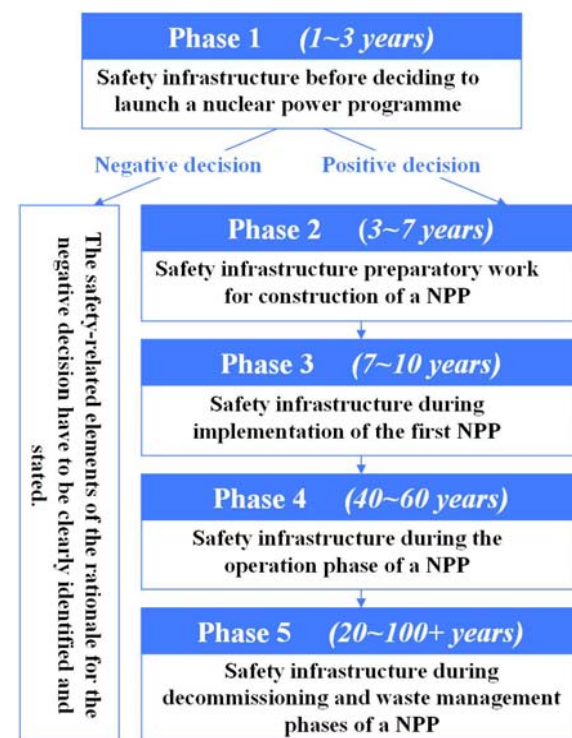 Phase 1 (1~3 years)
Safety infrastructure before deciding to
launch a nuclear power programme
Negative decision
Positive decision
The safety-related elements of the rationale for the
negative decision have to be clearly identified and
stated.
Phase 2 (3~7 years)
Safety infrastructure preparatory work
for construction of a NPP
Phase 3 (7~10 years)
Safety infrastructure during
implementation of the first NPP
Phase 4 (40~60 years)
Safety infrastructure during the
operation phase of a NPP
Phase 5 (20~100+ years)
Safety infrastructure during
decommissioning and waste management
phases of a NPP